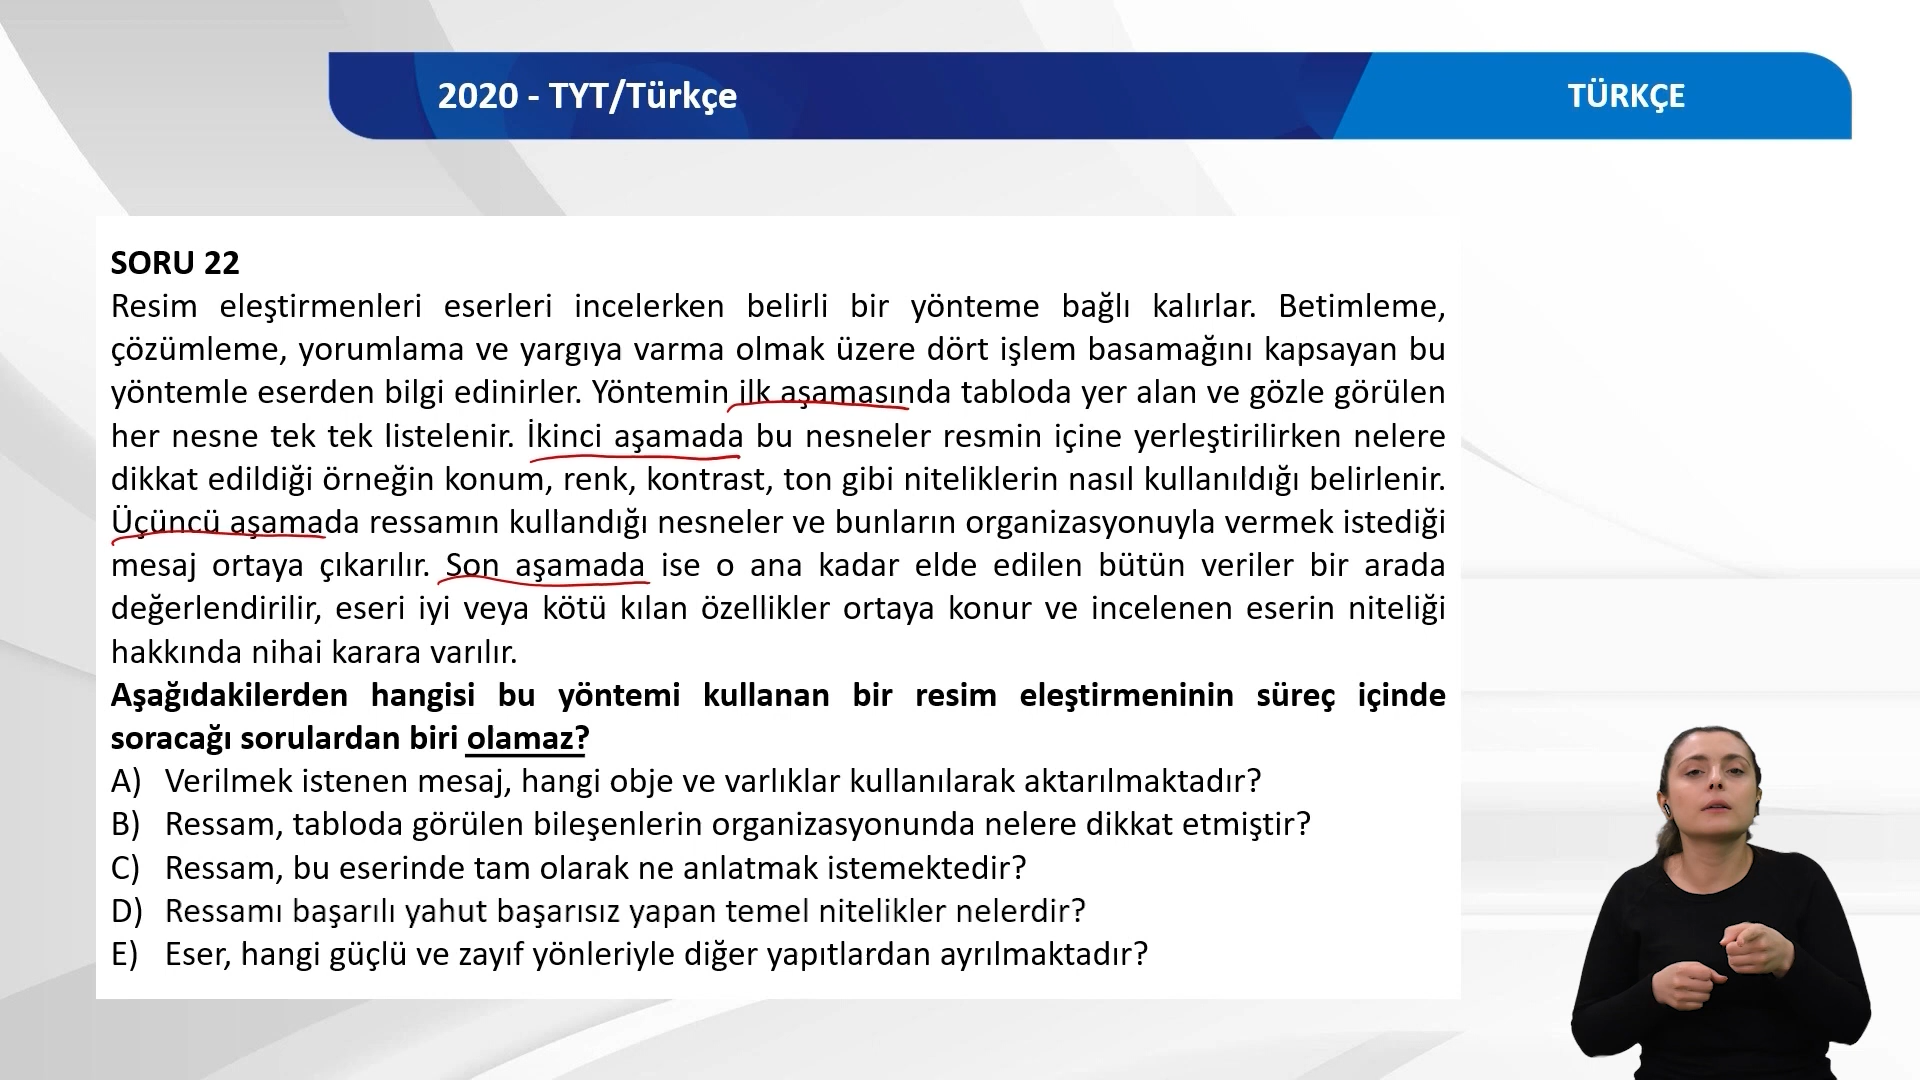 2020 - TYT/Türkçe
TÜRKÇE
SORU 22
Resim eleştirmenleri eserleri incelerken belirli bir yönteme bağlı kalırlar. Betimleme,
çözümleme, yorumlama ve yargıya varma olmak üzere dört işlem basamağını kapsayan bu
yöntemle eserden bilgi edinirler. Yöntemin ilk aşamasında tabloda yer alan ve gözle görülen
her nesne tek tek listelenir. İkinci aşamada bu nesneler resmin içine yerleştirilirken nelere
dikkat edildiği örneğin konum, renk, kontrast, ton gibi niteliklerin nasıl kullanıldığı belirlenir.
Üçüncü aşamada ressamın kullandığı nesneler ve bunların organizasyonuyla vermek istediği
mesaj ortaya çıkarılır. Son aşamada ise o ana kadar elde edilen bütün veriler bir arada
değerlendirilir, eseri iyi veya kötü kılan özellikler ortaya konur ve incelenen eserin niteliği
hakkında nihai karara varılır.
Aşağıdakilerden hangisi bu yöntemi kullanan bir resim eleştirmeninin süreç içinde
soracağı sorulardan biri olamaz?
A) Verilmek istenen mesaj, hangi obje ve varlıklar kullanılarak aktarılmaktadır?
B) Ressam, tabloda görülen bileşenlerin organizasyonunda nelere dikkat etmiştir?
C) Ressam, bu eserinde tam olarak ne anlatmak istemektedir?
D) Ressamı başarılı yahut başarısız yapan temel nitelikler nelerdir?
E) Eser, hangi güçlü ve zayıf yönleriyle diğer yapıtlardan ayrılmaktadır?